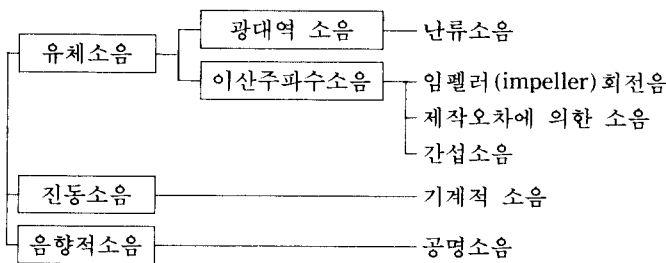 광대역 소음 난류소음
유체소음
이산주파수소음 임펠러(impeller)회전음
제작오차에 의한 소음
간섭소음
진동소음 기계적 소음
음향적소음 공명소음